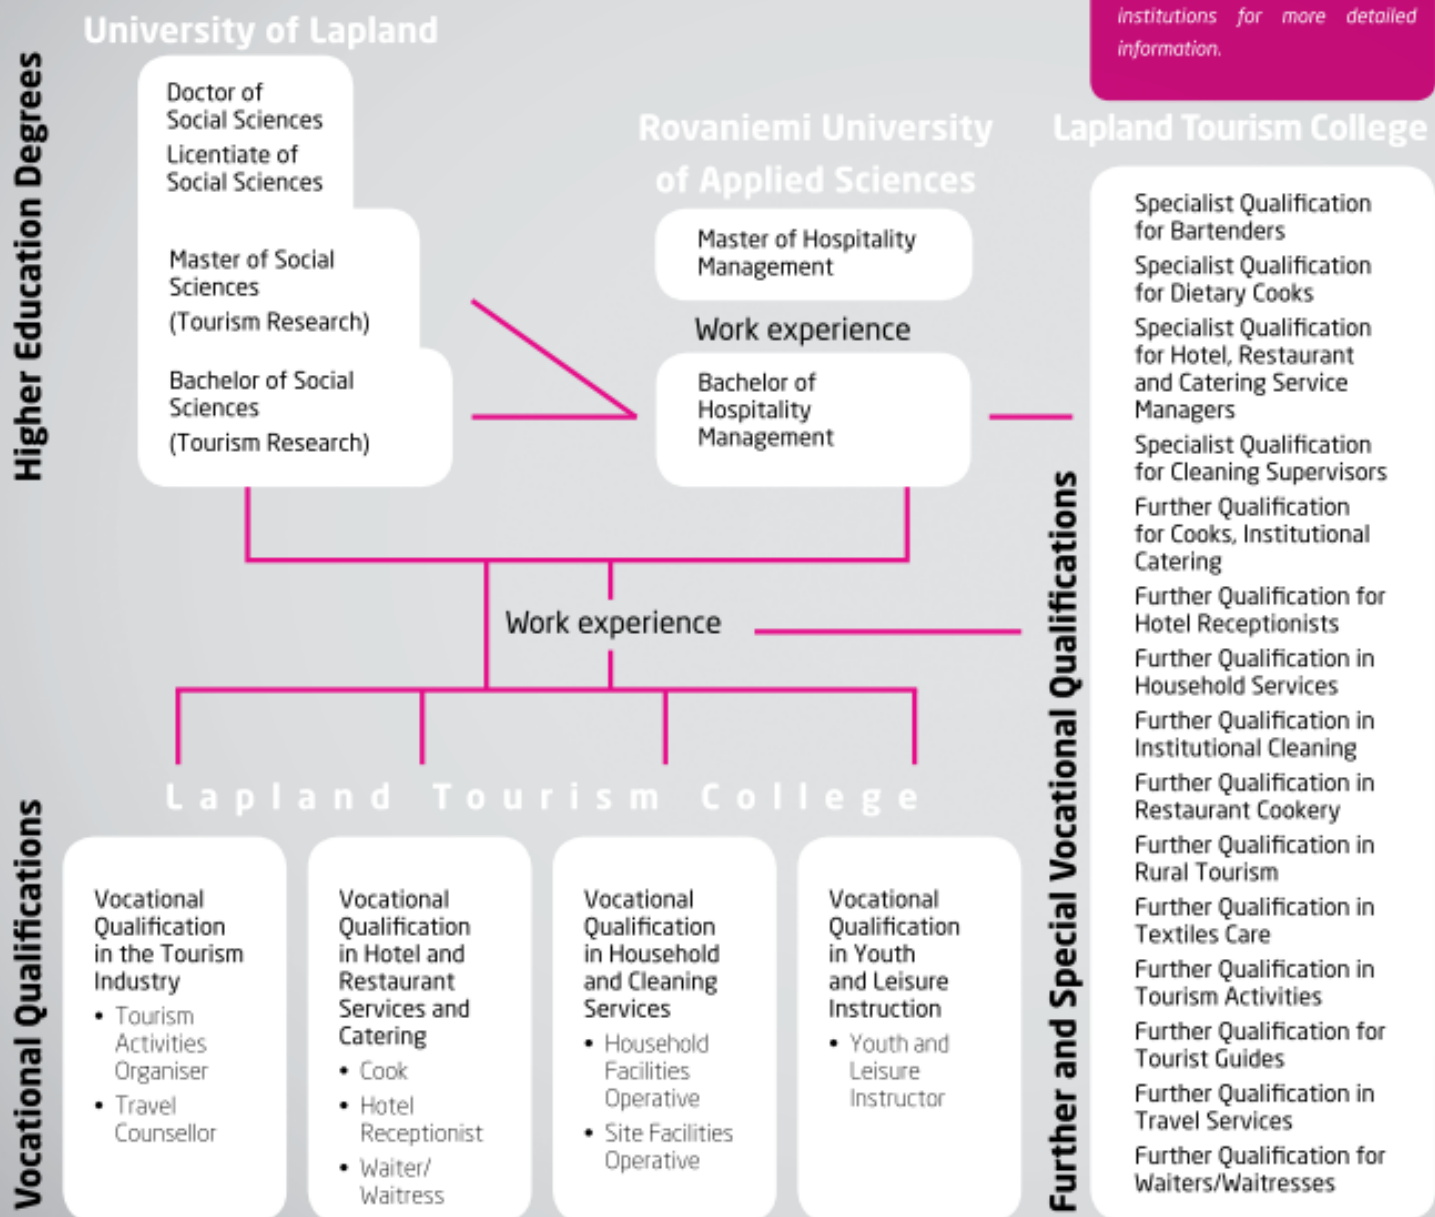 institutions for more detailed
information.
University of Lapland
Higher Education Degrees
Doctor of
Social Sciences
Licentiate of
Social Sciences
Master of Social
Sciences
(Tourism Research)
Bachelor of Social
Sciences
(Tourism Research)
Rovaniemi University
of Applied Sciences
Master of Hospitality
Management
Work experience
Bachelor of
Hospitality
Management
Work experience
Lapland Tourism College
Vocational Qualifications
Vocational
Qualification
in the Tourism
Industry
• Tourism
Activities
Organiser
• Travel
Counsellor
Vocational
Qualification
in Hotel and
Restaurant
Services and
Catering
• Cook
• Hotel
Receptionist
• Waiter/
Waitress
Vocational
Qualification
in Household
and Cleaning
Services
• Household
Facilities
Operative
• Site Facilities
Operative
Vocational
Qualification
in Youth
and Leisure
Instruction
• Youth and
Leisure
Instructor
Lapland Tourism College
Further and Special Vocational Qualifications
Specialist Qualification
for Bartenders
Specialist Qualification
for Dietary Cooks
Specialist Qualification
for Hotel, Restaurant
and Catering Service
Managers
Specialist Qualification
for Cleaning Supervisors
Further Qualification
for Cooks, Institutional
Catering
Further Qualification for
Hotel Receptionists
Further Qualification in
Household Services
Further Qualification in
Institutional Cleaning
Further Qualification in
Restaurant Cookery
Further Qualification in
Rural Tourism
Further Qualification in
Textiles Care
Further Qualification in
Tourism Activities
Further Qualification for
Tourist Guides
Further Qualification in
Travel Services
Further Qualification for
Waiters/Waitresses